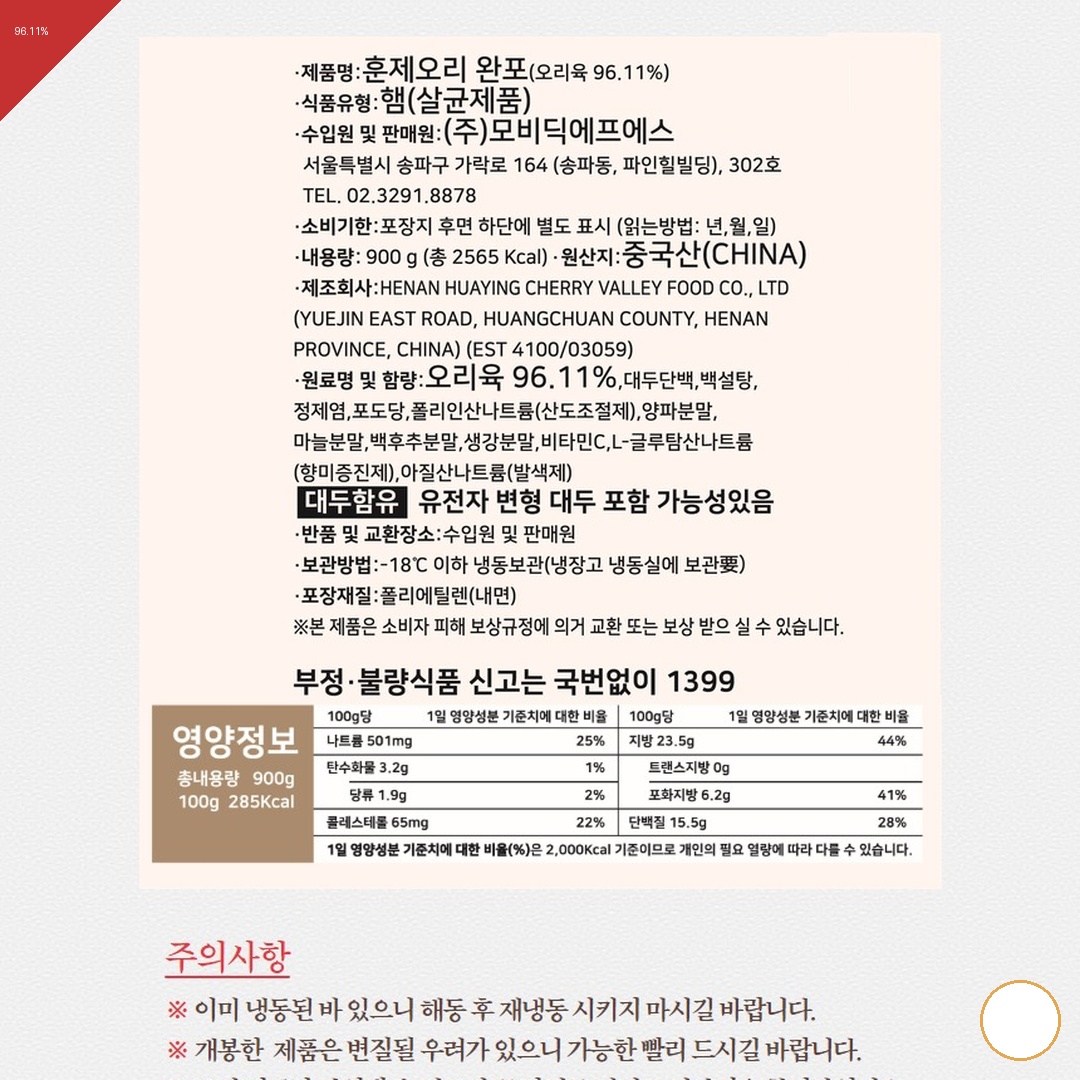 96.11%
·제품명:훈제오리 완포(오리육 96.11%)
·식품유형:햄(살균제품)
·수입원 및 판매원:(주)모비딕에프에스
서울특별시 송파구 가락로 164 (송파동, 파인힐빌딩), 302호
TEL. 02.3291.8878
·소비기한:포장지 후면 하단에 별도 표시 (읽는방법: 년,월,일)
·내용량: 900 g (총 2565 Kcal) ·원산지:중국산(CHINA)
·제조회사:HENAN HUAYING CHERRY VALLEY FOOD CO., LTD
(YUEJIN EAST ROAD, HUANGCHUAN COUNTY, HENAN
PROVINCE, CHINA) (EST 4100/03059)
·원료명 및 함량:오리육 96.11%,대두단백,백설탕,
정제염,포도당,폴리인산나트륨(산도조절제),양파분말,
마늘분말,백후추분말,생강분말,비타민C,L-글루탐산나트륨
(향미증진제),아질산나트륨(발색제)
대두함유 유전자 변형 대두 포함 가능성있음
·반품 및 교환장소:수입원 및 판매원
·보관방법:-18℃ 이하 냉동보관(냉장고 냉동실에 보관要)
·포장재질:폴리에틸렌(내면)
※본 제품은 소비자 피해 보상규정에 의거 교환 또는 보상 받으 실 수 있습니다.
부정·불량식품 신고는 국번없이 1399
영양정보
총내용량 900g
100g 285Kcal
100g당 1일 영양성분 기준치에 대한 비율 100g당 1일 영양성분 기준치에 대한 비율
나트륨 501mg 25% 지방 23.5g 44%
탄수화물 3.2g 1% 트랜스지방 0g
당류 1.9g 2% 포화지방 6.2g 41%
콜레스테롤 65mg 22% 단백질 15.5g 28%
1일 영양성분 기준치에 대한 비율(%)은 2,000Kcal 기준이므로 개인의 필요 열량에 따라 다를 수 있습니다.
주의사항
※ 이미 냉동된 바 있으니 해동 후 재냉동 시키지 마시길 바랍니다.
※ 개봉한 제품은 변질될 우려가 있으니 가능한 빨리 드시길 바랍니다.